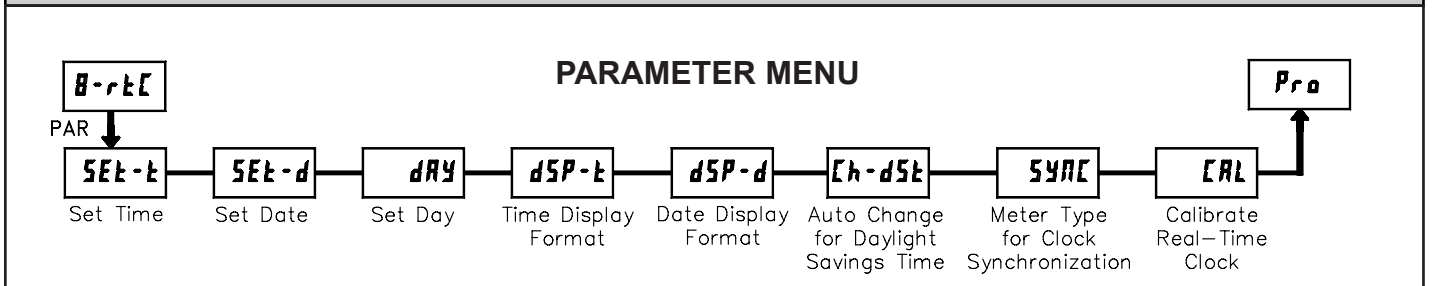 PARAMETER MENU
8-rtC
Pro
PAR
SEt-t
SEt-d
dAY
dSP-t
dSP-d
Ch-dSt
SYNC
CAL
Set Time
Set Date
Set Day
Time Display
Format
Date Display
Format
Auto Change
for Daylight
Savings Time
Meter Type
for Clock
Synchronization
Calibrate
Real-Time
Clock